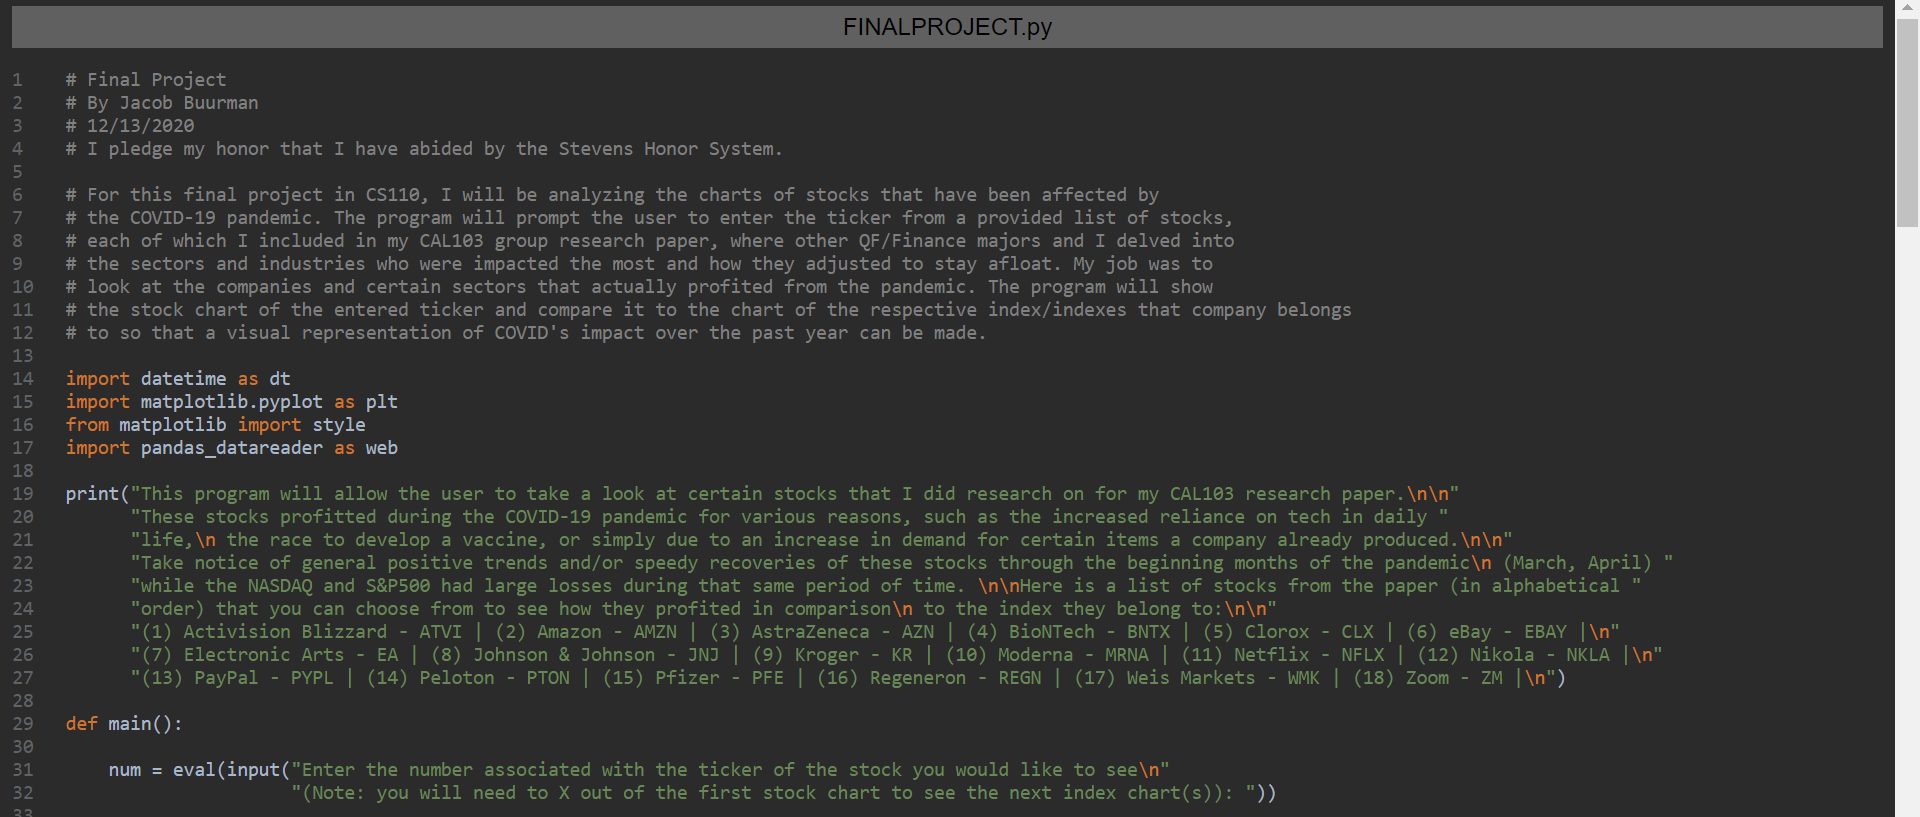 FINALPROJECT.py
1 # Final Project
2 # By Jacob Buurman
3 # 12/13/2020
4 # I pledge my honor that I have abided by the Stevens Honor System.
5
6 # For this final project in CS110, I will be analyzing the charts of stocks that have been affected by
7 # the COVID-19 pandemic. The program will prompt the user to enter the ticker from a provided list of stocks,
8 # each of which I included in my CAL103 group research paper, where other QF/Finance majors and I delved into
9 # the sectors and industries who were impacted the most and how they adjusted to stay afloat. My job was to
10 # look at the companies and certain sectors that actually profited from the pandemic. The program will show
11 # the stock chart of the entered ticker and compare it to the chart of the respective index/indexes that company belongs
12 # to so that a visual representation of COVID's impact over the past year can be made.
13
14 import datetime as dt
15 import matplotlib.pyplot as plt
16 from matplotlib import style
17 import pandas_datareader as web
18
19 print("This program will allow the user to take a look at certain stocks that I did research on for my CAL103 research paper.\n\n"
20 "These stocks profitted during the COVID-19 pandemic for various reasons, such as the increased reliance on tech in daily "
21 "life,\n the race to develop a vaccine, or simply due to an increase in demand for certain items a company already produced.\n\n"
22 "Take notice of general positive trends and/or speedy recoveries of these stocks through the beginning months of the pandemic\n (March, April) "
23 "while the NASDAQ and S&P500 had large losses during that same period of time. \n\nHere is a list of stocks from the paper (in alphabetical "
24 "order) that you can choose from to see how they profited in comparison\n to the index they belong to:\n\n"
25 "(1) Activision Blizzard - ATVI | (2) Amazon - AMZN | (3) AstraZeneca - AZN | (4) BioNTech - BNTX | (5) Clorox - CLX | (6) eBay - EBAY |\n"
26 "(7) Electronic Arts - EA | (8) Johnson & Johnson - JNJ | (9) Kroger - KR | (10) Moderna - MRNA | (11) Netflix - NFLX | (12) Nikola - NKLA |\n"
27 "(13) PayPal - PYPL | (14) Peloton - PTON | (15) Pfizer - PFE | (16) Regeneron - REGN | (17) Weis Markets - WMK | (18) Zoom - ZM |\n")
28
29 def main():
30
31 num = eval(input("Enter the number associated with the ticker of the stock you would like to see\n"
32 "(Note: you will need to X out of the first stock chart to see the next index chart(s)): "))
33